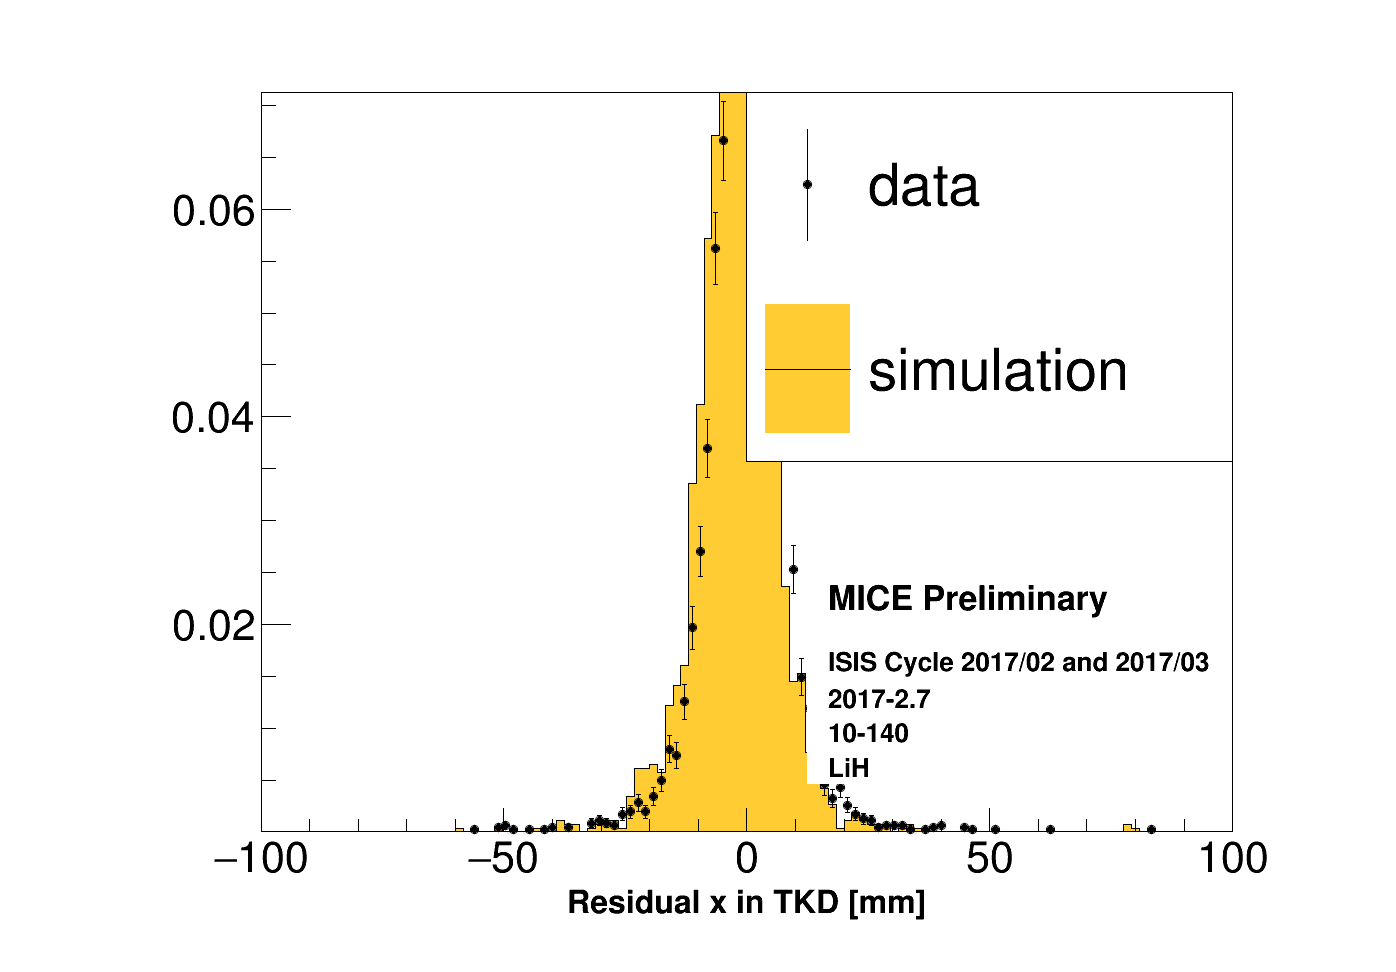 data
0.06
simulation
0.04
MICE Preliminary
0.02
ISIS Cycle 2017/02 and 2017/03
2017-2.7
10-140
LiH
−100 −50 0 50 100
Residual x in TKD [mm]